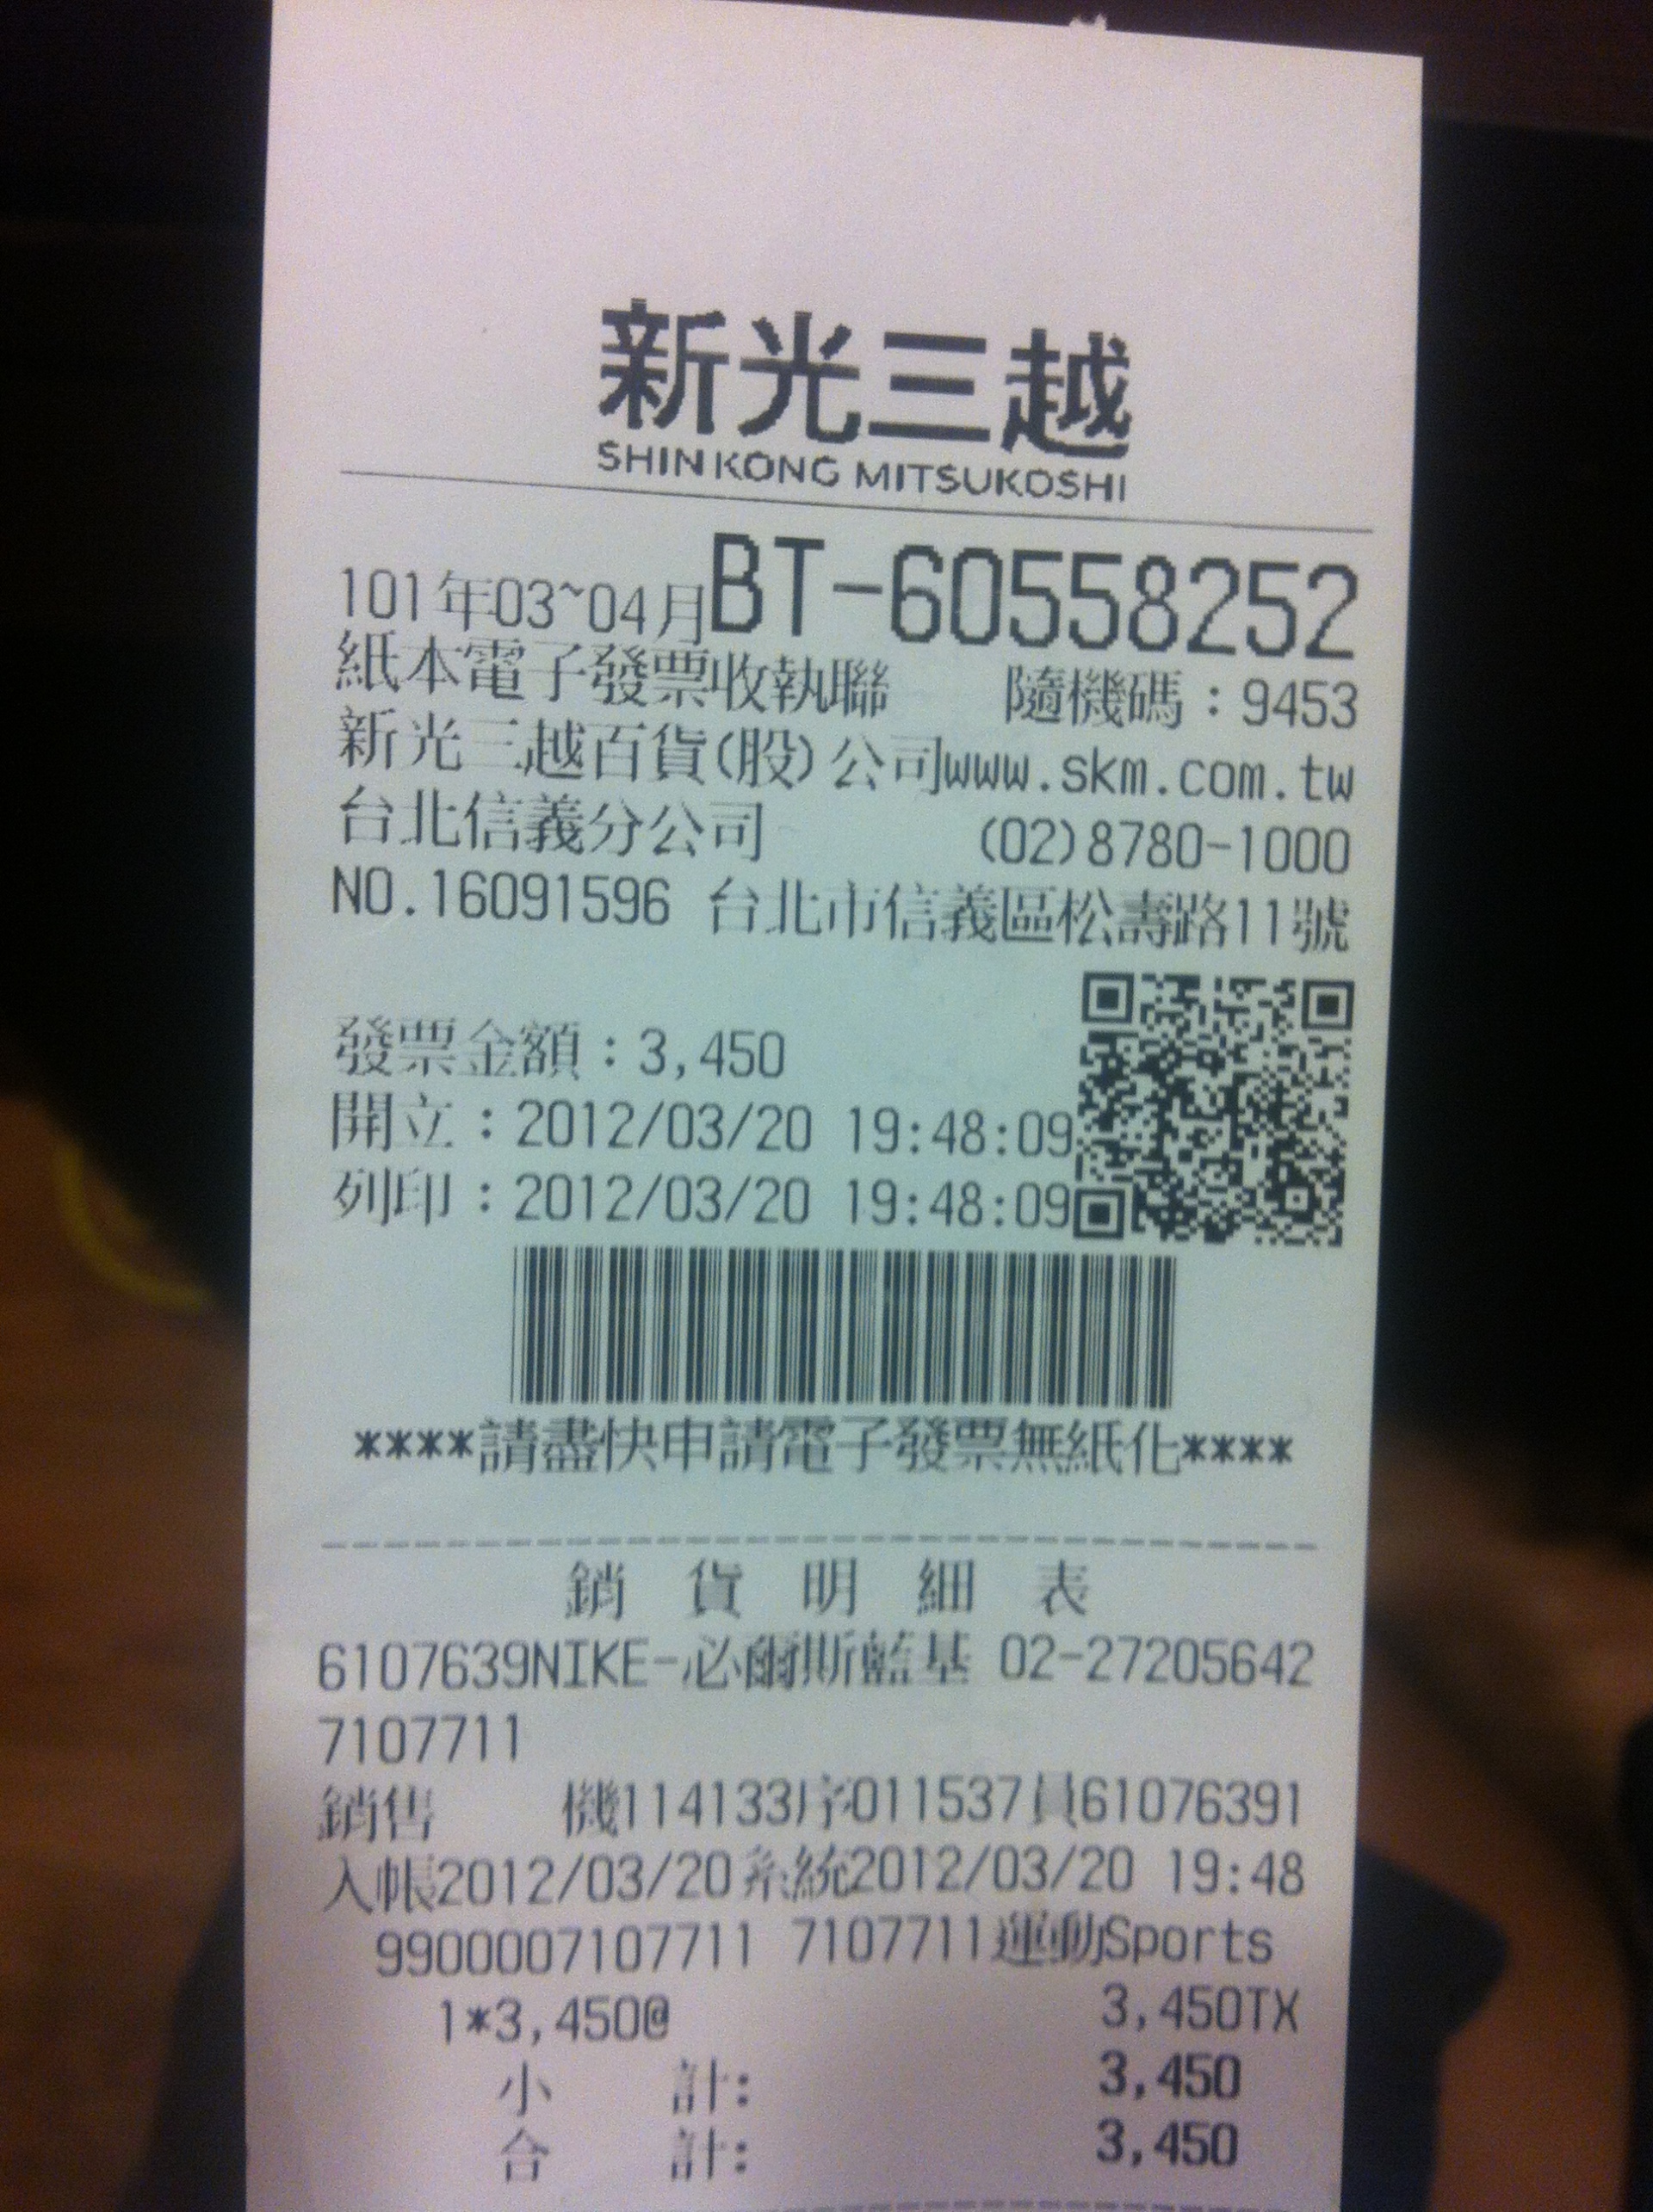 新光三越
SHIN KONG MITSUKOSHI
101年03~04月BT-60558252
紙本電子發票收執聯 隨機碼：9453
新光三越百貨(股)公司www.skm.com.tw
台北信義分公司 (02)8780-1000
NO.16091596 台北市信義區松壽路11號
發票金額：3,450
開立：2012/03/20 19:48:09
列印：2012/03/20 19:48:09
****請盡快申請電子發票無紙化****
銷貨明細表
6107639NIKE-必爾斯藍基 02-27205642
7107711
銷售 機114133序011537員61076391
入帳2012/03/20系統2012/03/20 19:48
9900007107711 7107711運動Sports
1*3,450@ 3,450TX
小計: 3,450
合計: 3,450